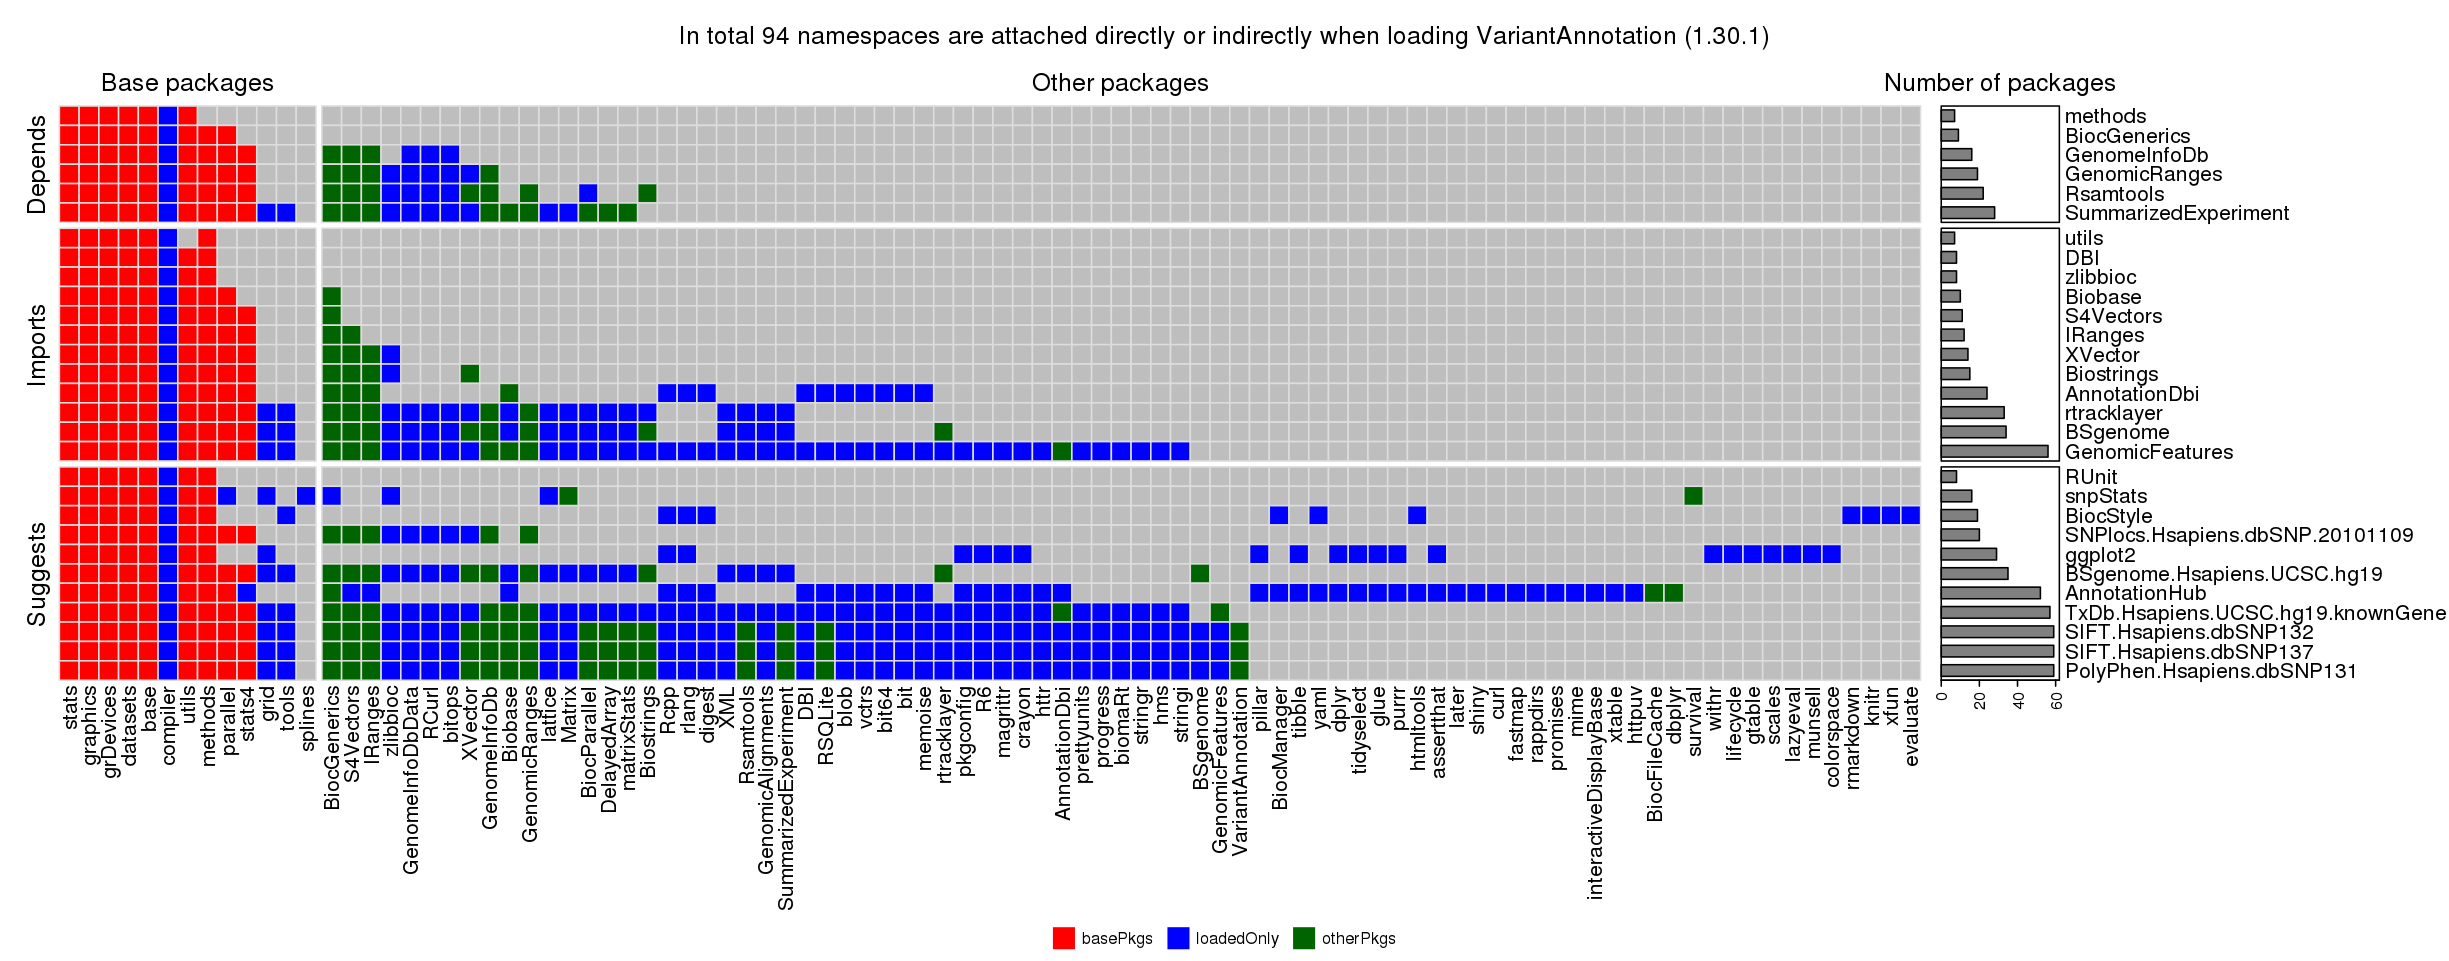 In total 94 namespaces are attached directly or indirectly when loading VariantAnnotation (1.30.1)
Base packages
Other packages
Number of packages
Depends
methods
BiocGenerics
GenomeInfoDb
GenomicRanges
Rsamtools
SummarizedExperiment
Imports
utils
DBI
zlibbioc
Biobase
S4Vectors
IRanges
XVector
Biostrings
AnnotationDbi
rtracklayer
BSgenome
GenomicFeatures
Suggests
RUnit
snpStats
BiocStyle
SNPlocs.Hsapiens.dbSNP.20101109
ggplot2
BSgenome.Hsapiens.UCSC.hg19
AnnotationHub
TxDb.Hsapiens.UCSC.hg19.knownGene
SIFT.Hsapiens.dbSNP132
SIFT.Hsapiens.dbSNP137
PolyPhen.Hsapiens.dbSNP131
stats
graphics
grDevices
datasets
base
compiler
utils
methods
parallel
stats4
grid
tools
splines
BiocGenerics
S4Vectors
IRanges
zlibbioc
GenomeInfoDbData
RCurl
bitops
XVector
GenomeInfoDb
Biobase
GenomicRanges
lattice
Matrix
BiocParallel
DelayedArray
matrixStats
Biostrings
Rcpp
rlang
digest
XML
Rsamtools
GenomicAlignments
SummarizedExperiment
DBI
RSQLite
blob
vctrs
bit64
bit
memoise
rtracklayer
pkgconfig
R6
magrittr
crayon
httr
AnnotationDbi
prettyunits
progress
biomaRt
stringr
hms
stringi
BSgenome
GenomicFeatures
VariantAnnotation
pillar
BiocManager
tibble
yaml
dplyr
tidyselect
glue
purrr
htmltools
assertthat
later
shiny
curl
fastmap
rappdirs
promises
mime
interactiveDisplayBase
xtable
httpuv
BiocFileCache
dbplyr
survival
withr
lifecycle
gtable
scales
lazyeval
munsell
colorspace
rmarkdown
knitr
xfun
evaluate
0
20
40
60
basePkgs
loadedOnly
otherPkgs